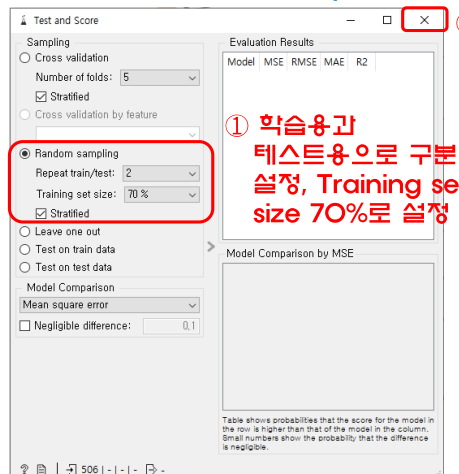 Test and Score
Sampling
Cross validation
Number of folds: 5
Stratified
Cross validation by feature
Random sampling
Repeat train/test: 2
Training set size: 70 %
Stratified
Leave one out
Test on train data
Test on test data
Model Comparison
Mean square error
Negligible difference: 0,1
506 | - | - | - -
Evaluation Results
Model MSE RMSE MAE R2
① 학습용과
테스트용으로 구분
설정, Training se
size 70%로 설정
Model Comparison by MSE
Table shows probabilities that the score for the model in
the row is higher than that of the model in the column.
Small numbers show the probability that the difference
is negligible.